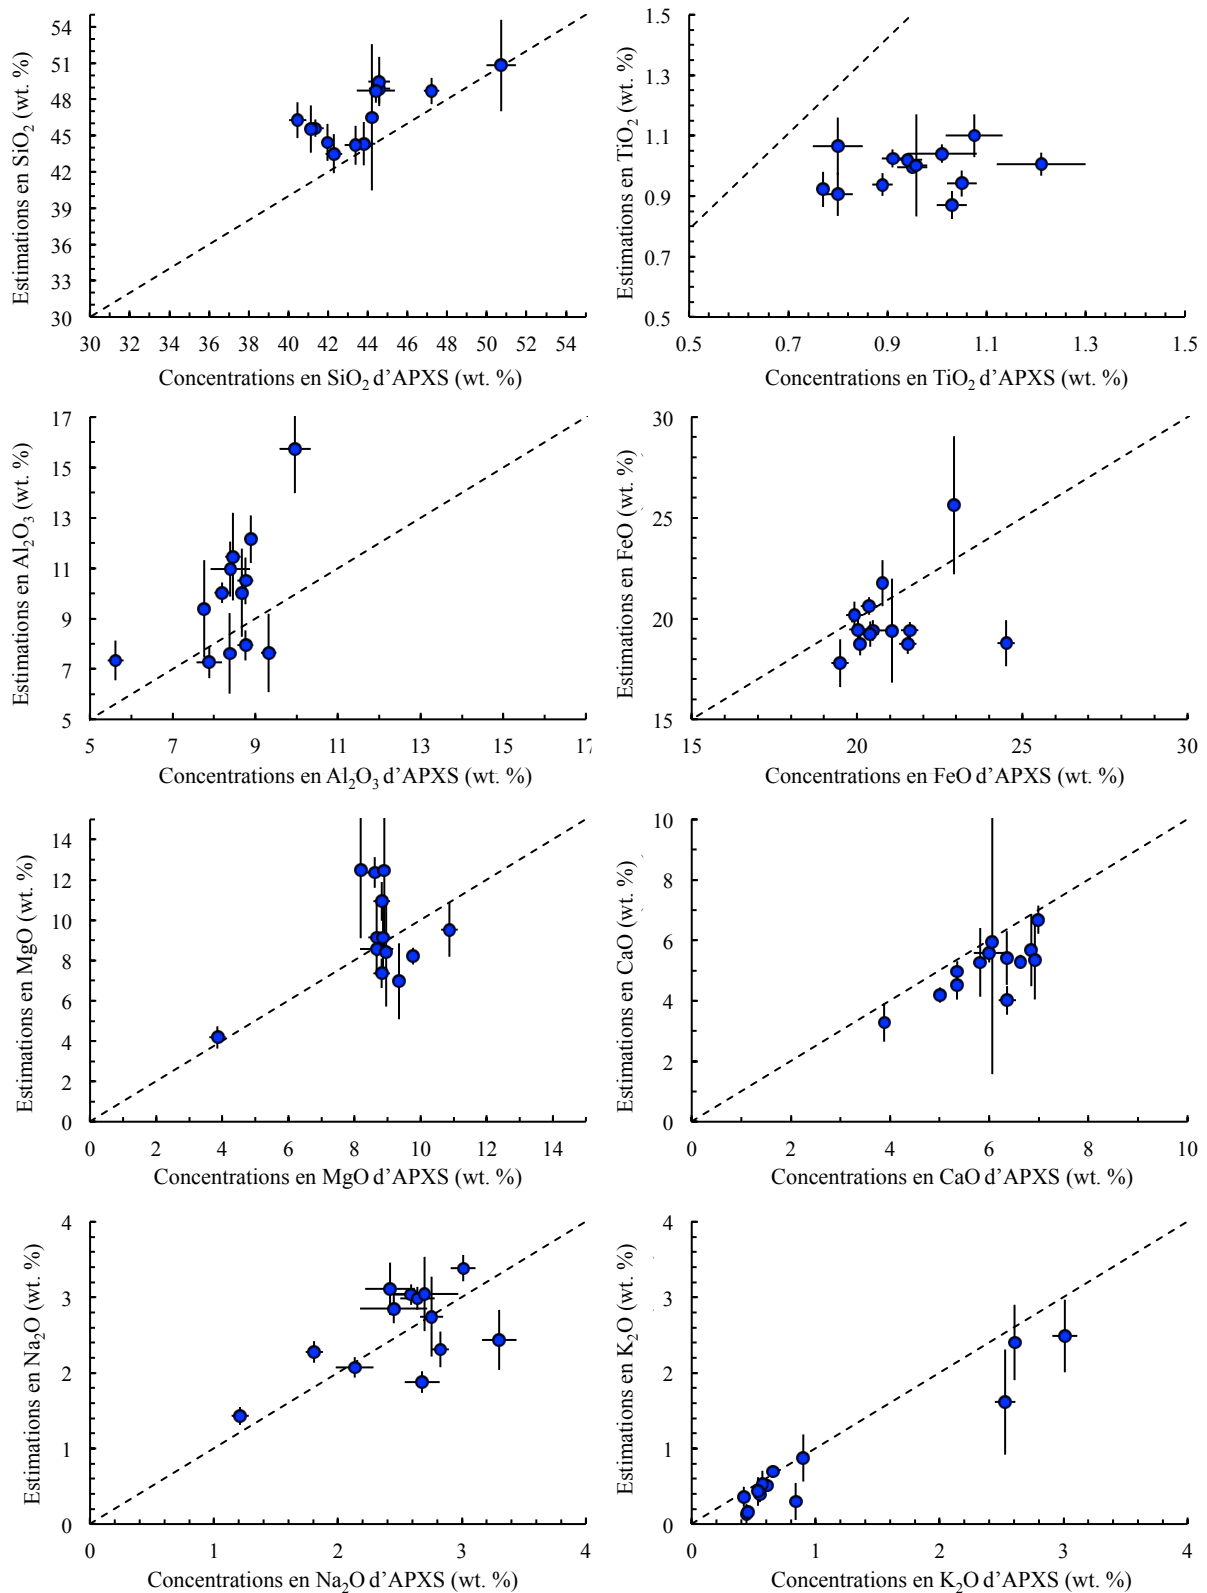 Estimations en SiO₂ (wt. %)
54
51
48
45
42
39
36
33
30
30 32 34 36 38 40 42 44 46 48 50 52 54
Concentrations en SiO₂ d’APXS (wt. %)
Estimations en TiO₂ (wt. %)
1.5
1.3
1.1
0.9
0.7
0.5
0.5 0.7 0.9 1.1 1.3 1.5
Concentrations en TiO₂ d’APXS (wt. %)
Estimations en Al₂O₃ (wt. %)
17
15
13
11
9
7
5
5 7 9 11 13 15 17
Concentrations en Al₂O₃ d’APXS (wt. %)
Estimations en FeO (wt. %)
30
25
20
15
15 20 25 30
Concentrations en FeO d’APXS (wt. %)
Estimations en MgO (wt. %)
14
12
10
8
6
4
2
0
0 2 4 6 8 10 12 14
Concentrations en MgO d’APXS (wt. %)
Estimations en CaO (wt. %)
10
8
6
4
2
0
0 2 4 6 8 10
Concentrations en CaO d’APXS (wt. %)
Estimations en Na₂O (wt. %)
4
3
2
1
0
0 1 2 3 4
Concentrations en Na₂O d’APXS (wt. %)
Estimations en K₂O (wt. %)
4
3
2
1
0
0 1 2 3 4
Concentrations en K₂O d’APXS (wt. %)